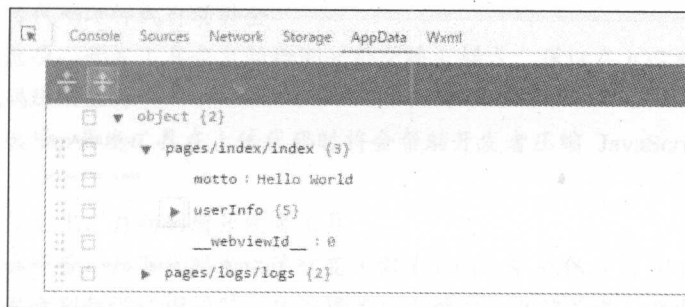 Console Sources Network Storage AppData Wxml
object {2}
pages/index/index {3}
motto : Hello World
userInfo {5}
__webviewId__ : 0
pages/logs/logs {2}